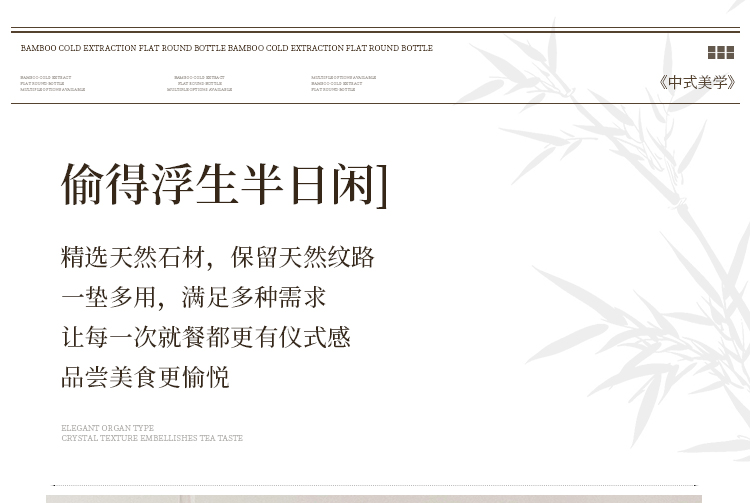 BAMBOO COLD EXTRACTION FLAT ROUND BOTTLE BAMBOO COLD EXTRACTION FLAT ROUND BOTTLE
BAMBOO COLD EXTRACT
FLAT ROUND BOTTLE
MULTIPLE OPTIONS AVAILABLE
BAMBOO COLD EXTRACT
FLAT ROUND BOTTLE
MULTIPLE OPTIONS AVAILABLE
MULTIPLE OPTIONS AVAILABLE
BAMBOO COLD EXTRACT
FLAT ROUND BOTTLE
《中式美学》
偷得浮生半日闲]
精选天然石材，保留天然纹路
一垫多用，满足多种需求
让每一次就餐都更有仪式感
品尝美食更愉悦
ELEGANT ORGAN TYPE
CRYSTAL TEXTURE EMBELLISHES TEA TASTE